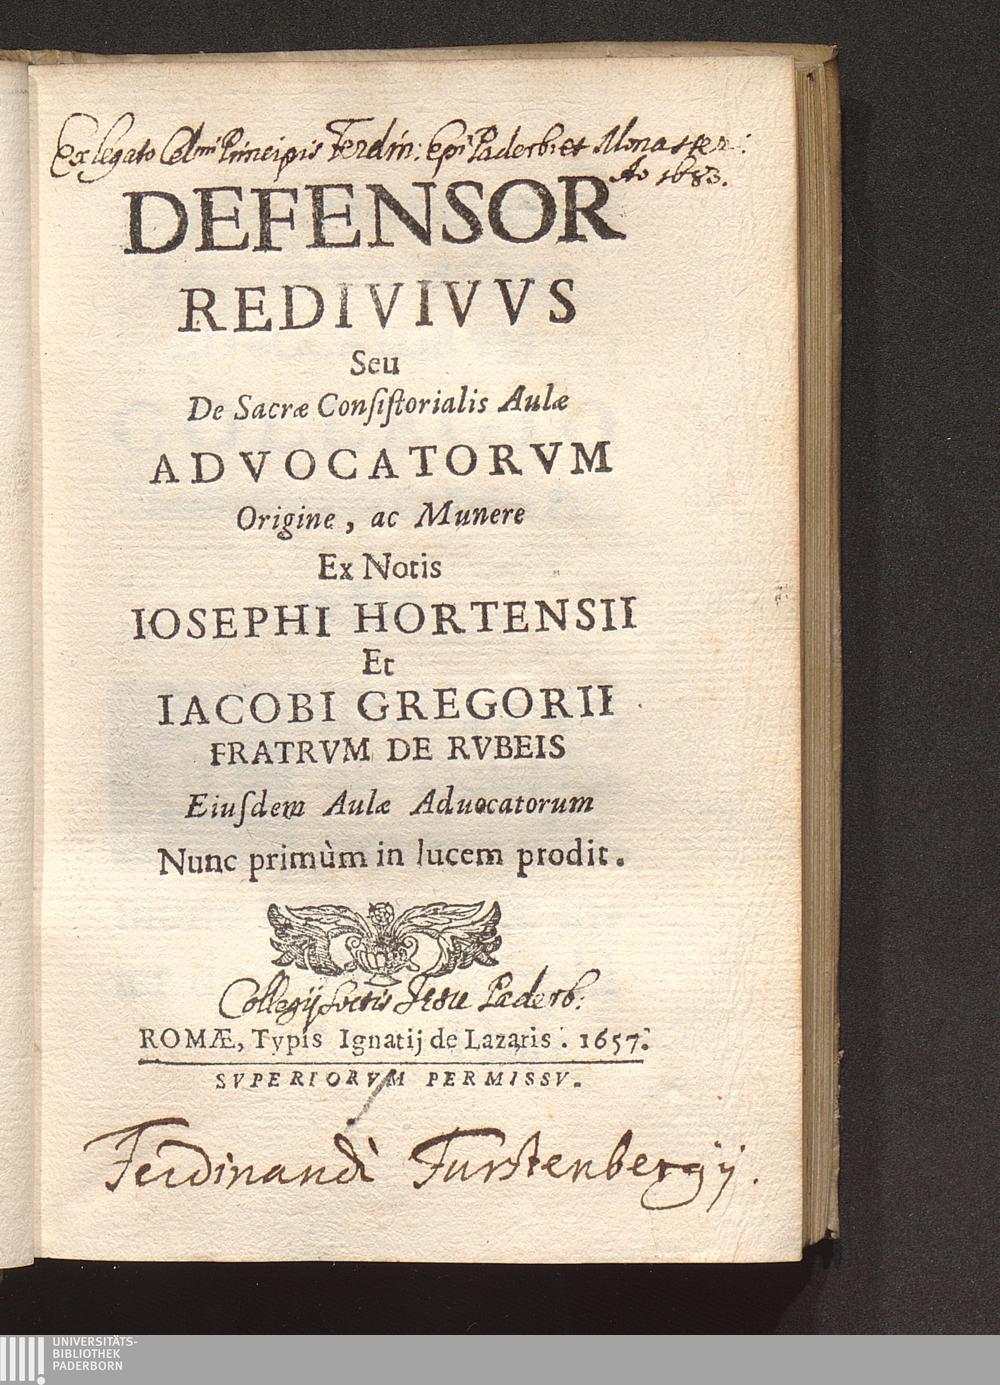 Ex legato Celmi Principis Ferdin: Epi Paderb: et Monaster:
Ao 1683.
DEFENSOR
REDIVIVVS
Seu
De Sacræ Conſiſtorialis Aulæ
ADVOCATORVM
Origine, ac Munere
Ex Notis
IOSEPHI HORTENSII
Et
IACOBI GREGORII
FRATRVM DE RVBEIS
Eiuſdem Aulæ Aduocatorum
Nunc primùm in lucem prodit.
Collegij Soctis Jesu Paderb:
ROMÆ, Typis Ignatij de Lazaris. 1657.
SVPERIORVM PERMISSV.
Ferdinandi Furstenbergij.
UNIVERSITÄTS-
BIBLIOTHEK
PADERBORN